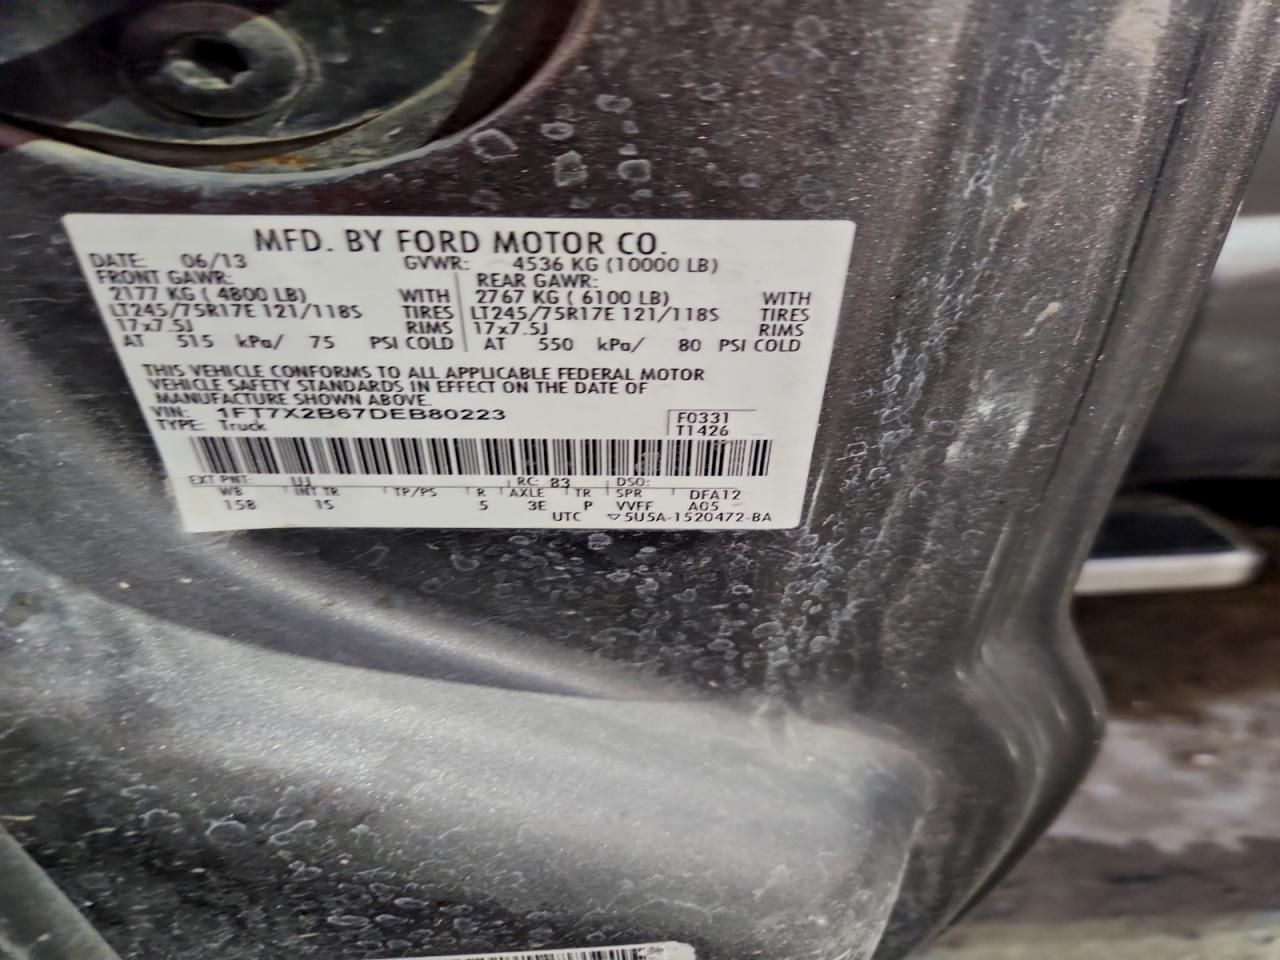 MFD. BY FORD MOTOR CO.
DATE: 06/13 GVWR: 4536 KG (10000 LB)
FRONT GAWR: REAR GAWR:
2177 KG ( 4800 LB) WITH 2767 KG ( 6100 LB) WITH
LT245/75R17E 121/118S TIRES LT245/75R17E 121/118S TIRES
17x7.5J RIMS 17x7.5J RIMS
AT 515 kPa/ 75 PSI COLD AT 550 kPa/ 80 PSI COLD
THIS VEHICLE CONFORMS TO ALL APPLICABLE FEDERAL MOTOR
VEHICLE SAFETY STANDARDS IN EFFECT ON THE DATE OF
MANUFACTURE SHOWN ABOVE.
VIN: 1FT7X2B67DEB80223 F0331
TYPE: Truck T1426
EXT PNT: UJ RC: 83 DSO:
WB INT TR TP/PS R AXLE TR SPR DFA12
158 IS 5 3E P VVFF A05
UTC ▽5U5A-1520472-BA